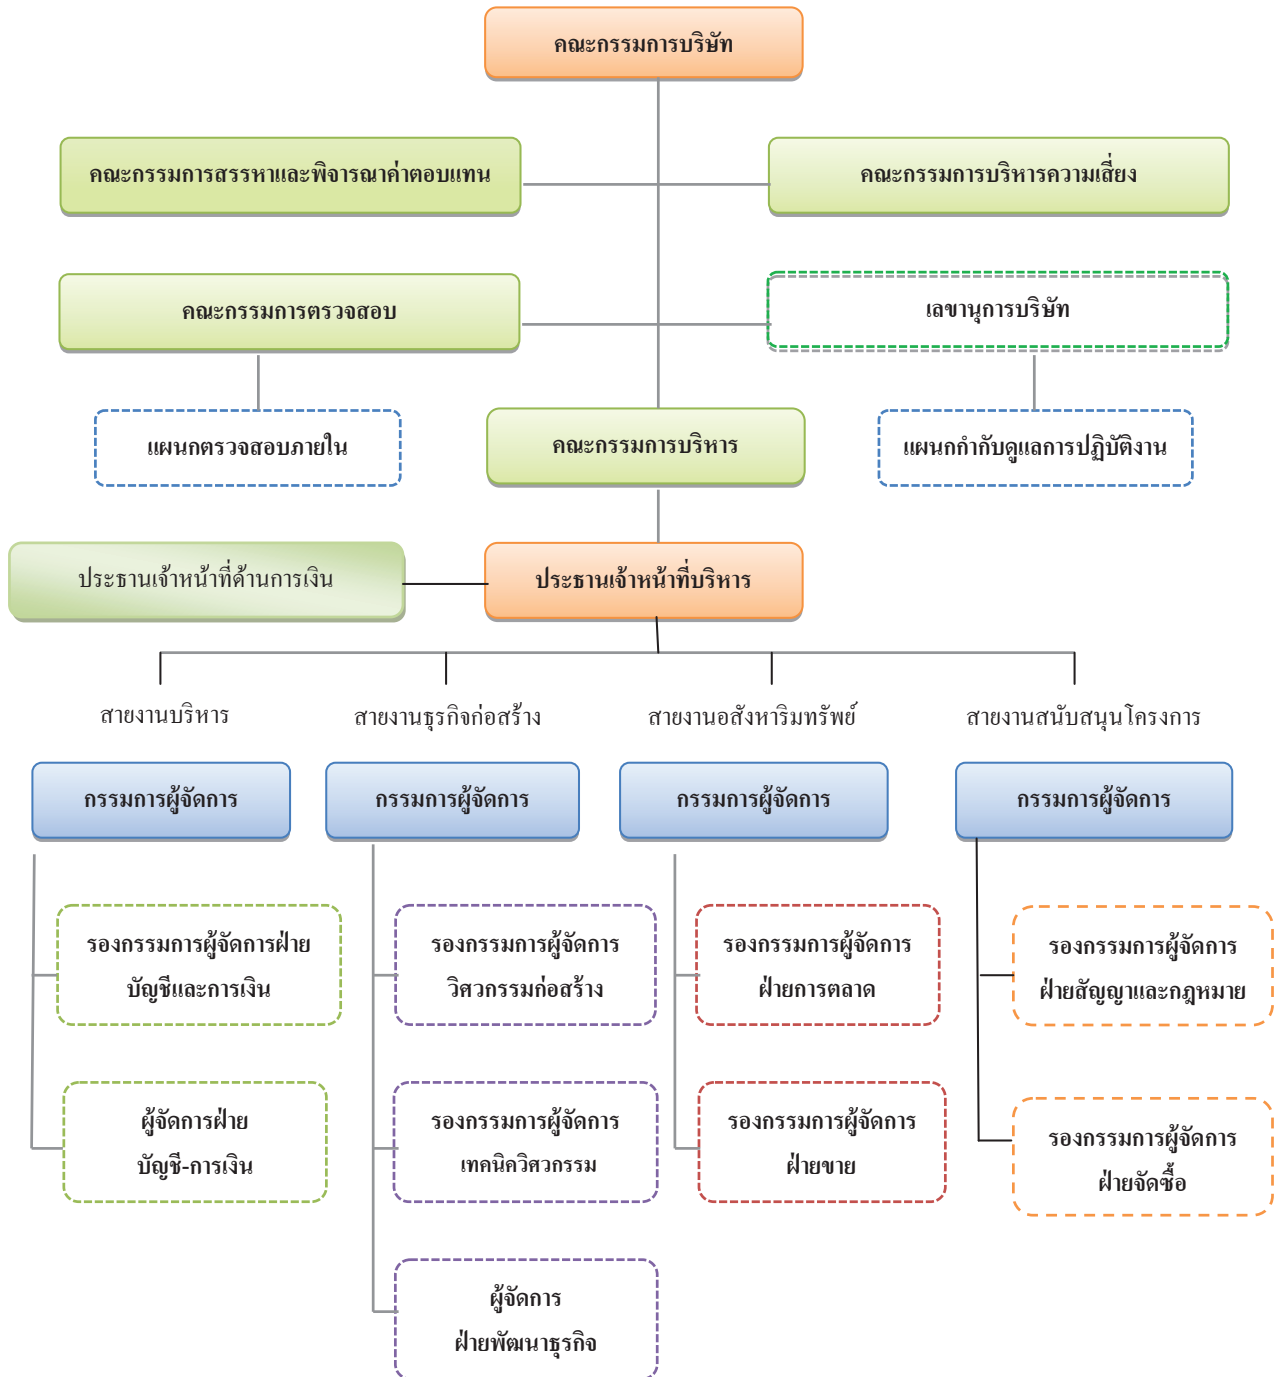 คณะกรรมการบริษัท
คณะกรรมการสรรหาและพิจารณาค่าตอบแทน
คณะกรรมการบริหารความเสี่ยง
คณะกรรมการตรวจสอบ
เลขานุการบริษัท
แผนกตรวจสอบภายใน
คณะกรรมการบริหาร
แผนกกำกับดูแลการปฏิบัติงาน
ประธานเจ้าหน้าที่ด้านการเงิน
ประธานเจ้าหน้าที่บริหาร
สายงานบริหาร
สายงานธุรกิจก่อสร้าง
สายงานอสังหาริมทรัพย์
สายงานสนับสนุนโครงการ
กรรมการผู้จัดการ
กรรมการผู้จัดการ
กรรมการผู้จัดการ
กรรมการผู้จัดการ
รองกรรมการผู้จัดการฝ่าย
บัญชีและการเงิน
รองกรรมการผู้จัดการ
วิศวกรรมก่อสร้าง
รองกรรมการผู้จัดการ
ฝ่ายการตลาด
รองกรรมการผู้จัดการ
ฝ่ายสัญญาและกฎหมาย
ผู้จัดการฝ่าย
บัญชี-การเงิน
รองกรรมการผู้จัดการ
เทคนิควิศวกรรม
รองกรรมการผู้จัดการ
ฝ่ายขาย
รองกรรมการผู้จัดการ
ฝ่ายจัดซื้อ
ผู้จัดการ
ฝ่ายพัฒนาธุรกิจ